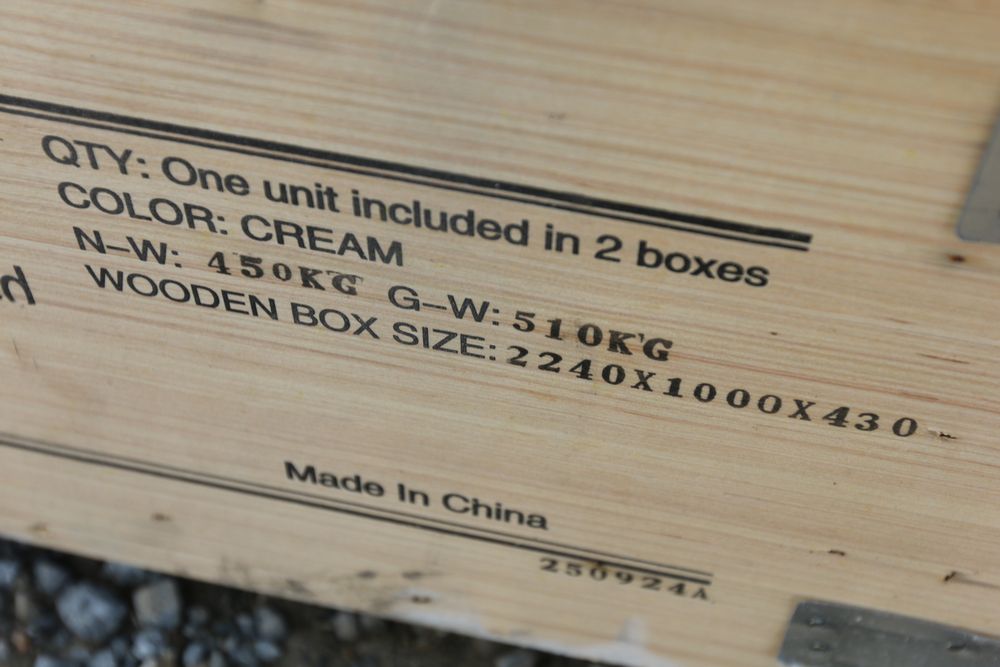 QTY: One unit included in 2 boxes
COLOR: CREAM
N-W: 450KG G-W: 510KG
WOODEN BOX SIZE: 2240X1000X430
Made In China
250924A